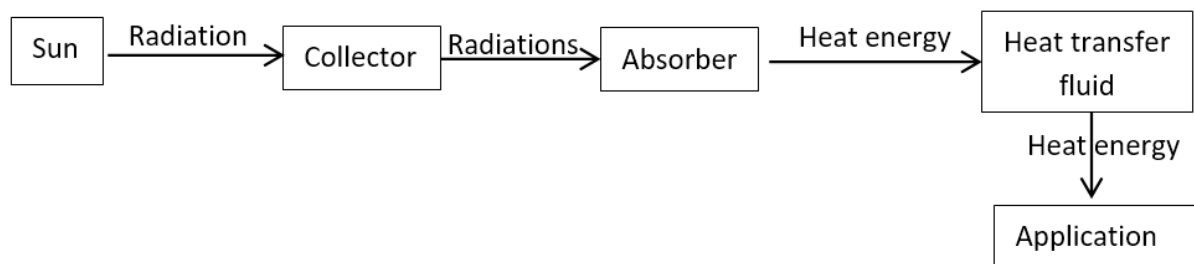 Sun
Radiation
Collector
Radiations
Absorber
Heat energy
Heat transfer
fluid
Heat energy
Application